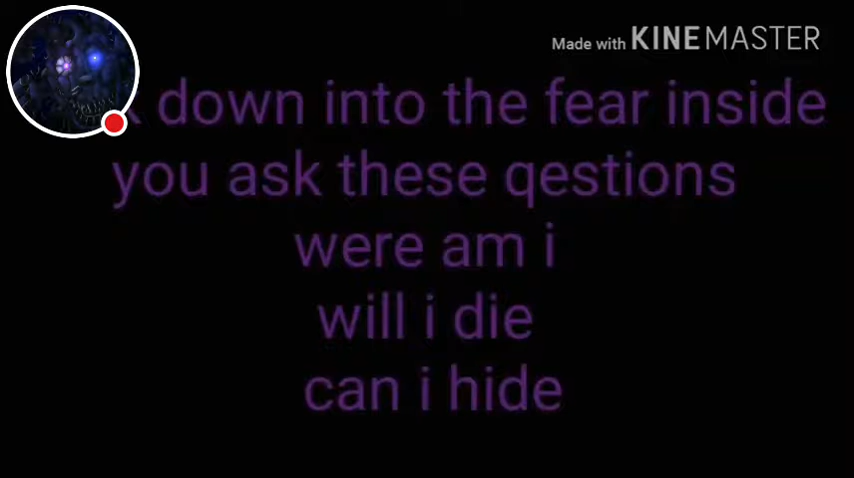 Made with KINEMASTER
down into the fear inside
you ask these qestions
were am i
will i die
can i hide